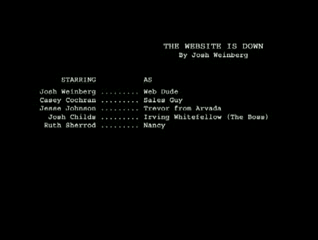 THE WEBSITE IS DOWN
By Josh Weinberg
STARRING AS
Josh Weinberg ......... Web Dude
Casey Cochran ......... Sales Guy
Jesse Johnson ......... Trevor from Arvada
Josh Childs ......... Irving Whitefellow (The Boss)
Ruth Sherrod ......... Nancy